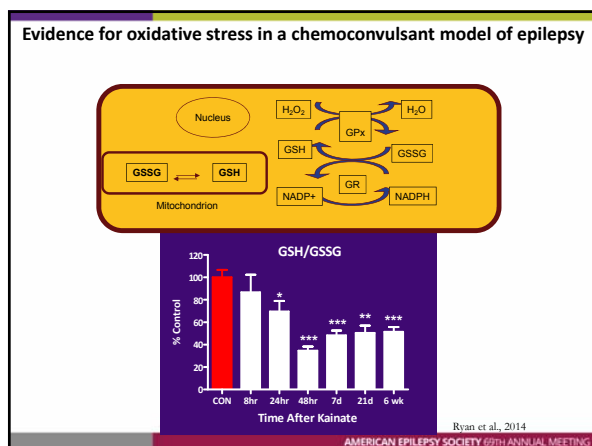 Evidence for oxidative stress in a chemoconvulsant model of epilepsy
Nucleus
H2O2
H2O
GPx
GSH
GSSG
GSSG
GSH
GR
Mitochondrion
NADP+
NADPH
GSH/GSSG
% Control
120
100
80
60
40
20
0
*
***
***
**
***
CON 8hr 24hr 48hr 7d 21d 6 wk
Time After Kainate
Ryan et al., 2014
AMERICAN EPILEPSY SOCIETY 69TH ANNUAL MEETING